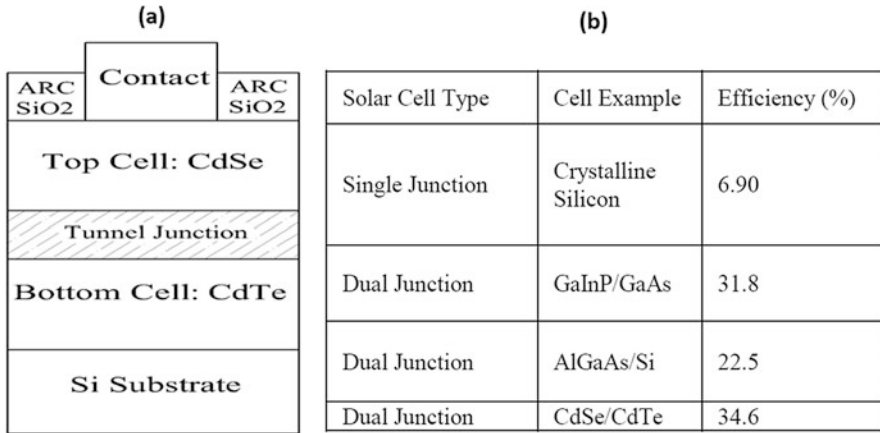 (a)
ARC
SiO2
Contact
ARC
SiO2
Top Cell: CdSe
Tunnel Junction
Bottom Cell: CdTe
Si Substrate
(b)
Solar Cell Type Cell Example Efficiency (%)
Single Junction Crystalline Silicon 6.90
Dual Junction GaInP/GaAs 31.8
Dual Junction AlGaAs/Si 22.5
Dual Junction CdSe/CdTe 34.6